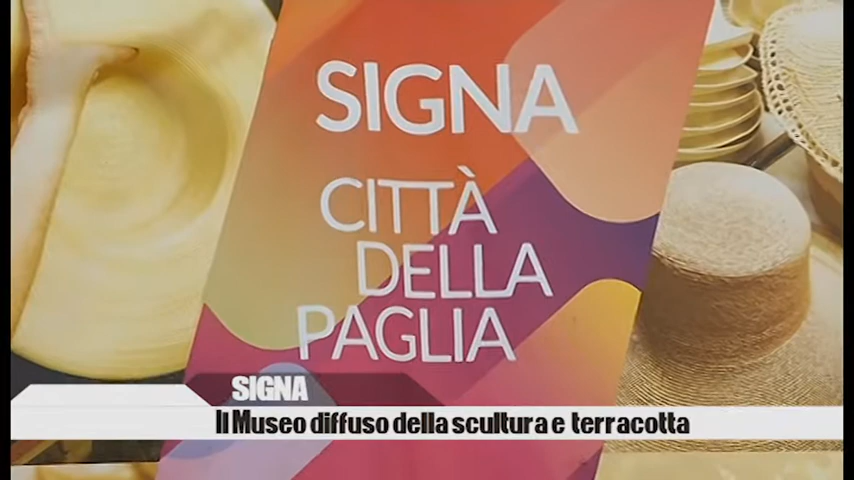 SIGNA
CITTÀ
DELLA
PAGLIA
SIGNA
Il Museo diffuso della scultura e terracotta